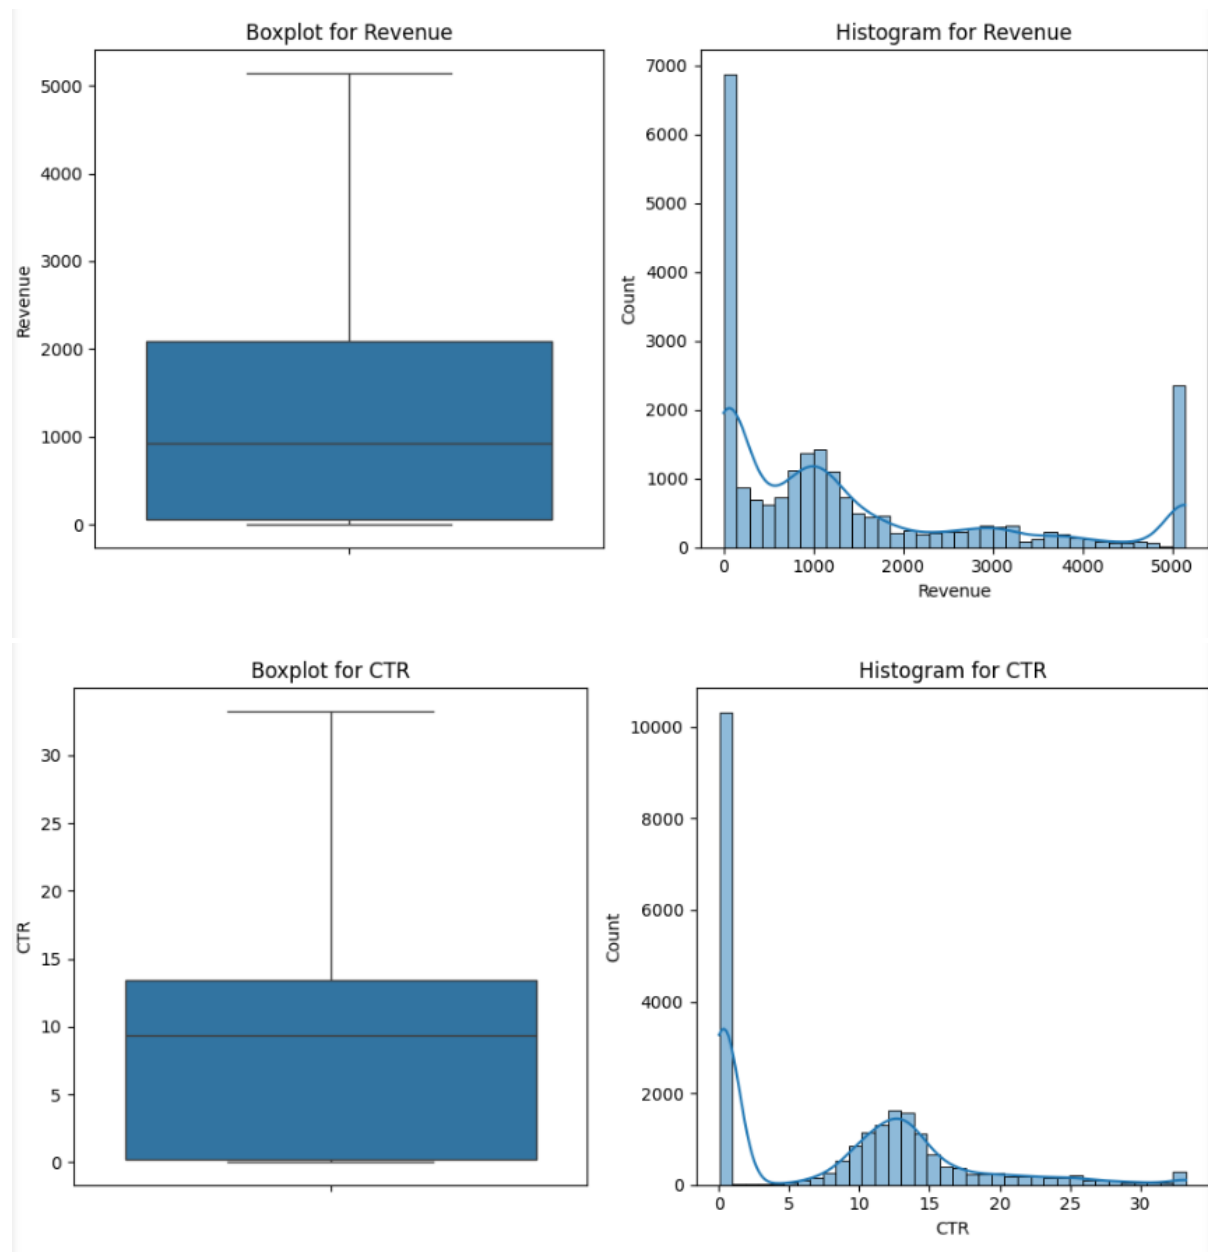 Boxplot for Revenue
Revenue
5000
4000
3000
2000
1000
0
Histogram for Revenue
Count
7000
6000
5000
4000
3000
2000
1000
0
0 1000 2000 3000 4000 5000
Revenue
Boxplot for CTR
CTR
30
25
20
15
10
5
0
Histogram for CTR
Count
10000
8000
6000
4000
2000
0
0 5 10 15 20 25 30
CTR